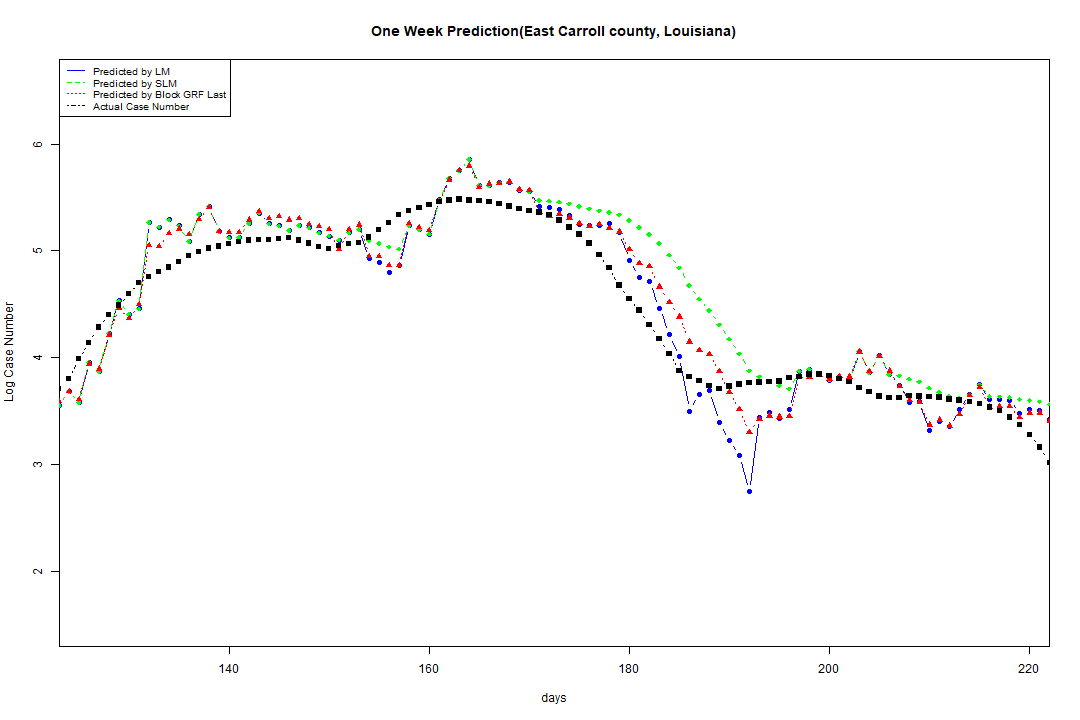 One Week Prediction(East Carroll county, Louisiana)
Predicted by LM
Predicted by SLM
Predicted by Block GRF Last
Actual Case Number
6
5
4
3
2
Log Case Number
140 160 180 200 220
days